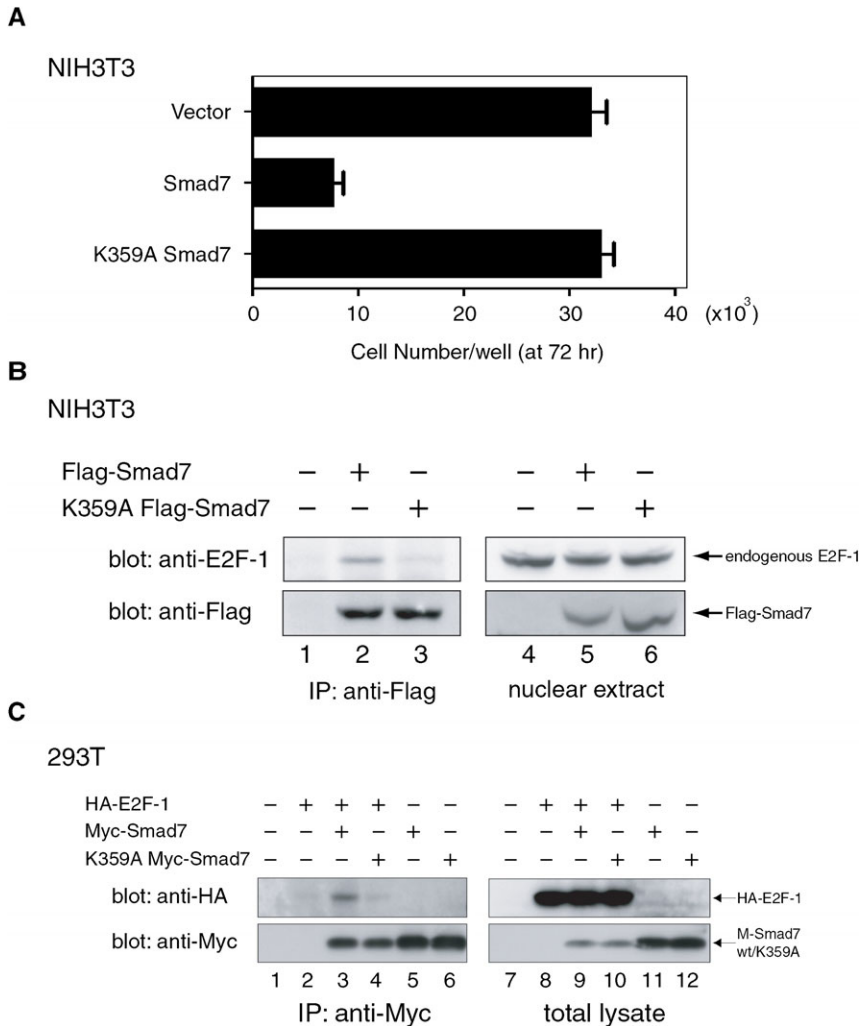 A
NIH3T3
Vector
Smad7
K359A Smad7
0 10 20 30 40 (x10³)
Cell Number/well (at 72 hr)
B
NIH3T3
Flag-Smad7 − + − − + −
K359A Flag-Smad7 − − + − − +
blot: anti-E2F-1 endogenous E2F-1
blot: anti-Flag Flag-Smad7
1 2 3 4 5 6
IP: anti-Flag nuclear extract
C
293T
HA-E2F-1 − + + + − − − + + + − −
Myc-Smad7 − − + − + − − − + − + −
K359A Myc-Smad7 − − − + − + − − − + − +
blot: anti-HA HA-E2F-1
blot: anti-Myc M-Smad7
wt/K359A
1 2 3 4 5 6 7 8 9 10 11 12
IP: anti-Myc total lysate